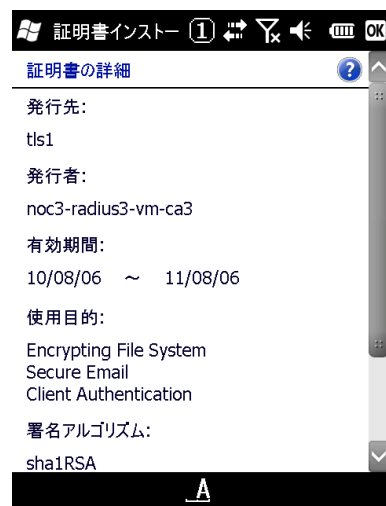 証明書インストー 1 OK
証明書の詳細 ?
発行先:
tls1
発行者:
noc3-radius3-vm-ca3
有効期間:
10/08/06 ～ 11/08/06
使用目的:
Encrypting File System
Secure Email
Client Authentication
署名アルゴリズム:
sha1RSA
A